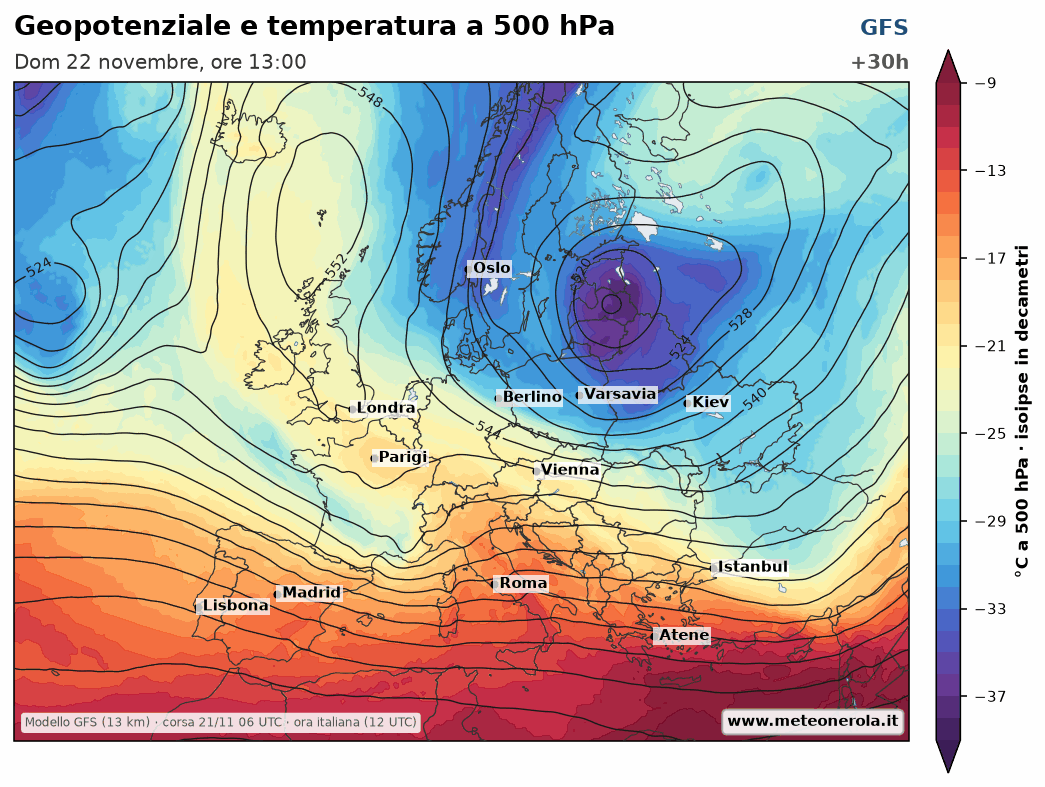 Geopotenziale e temperatura a 500 hPa
GFS
Dom 22 novembre, ore 13:00
+30h
548
524
552
520
528
524
540
544
Oslo
Berlino
Varsavia
Kiev
Londra
Parigi
Vienna
Istanbul
Roma
Madrid
Lisbona
Atene
−9
−13
−17
−21
−25
−29
−33
−37
°C a 500 hPa · isoipse in decametri
Modello GFS (13 km) · corsa 21/11 06 UTC · ora italiana (12 UTC)
www.meteonerola.it